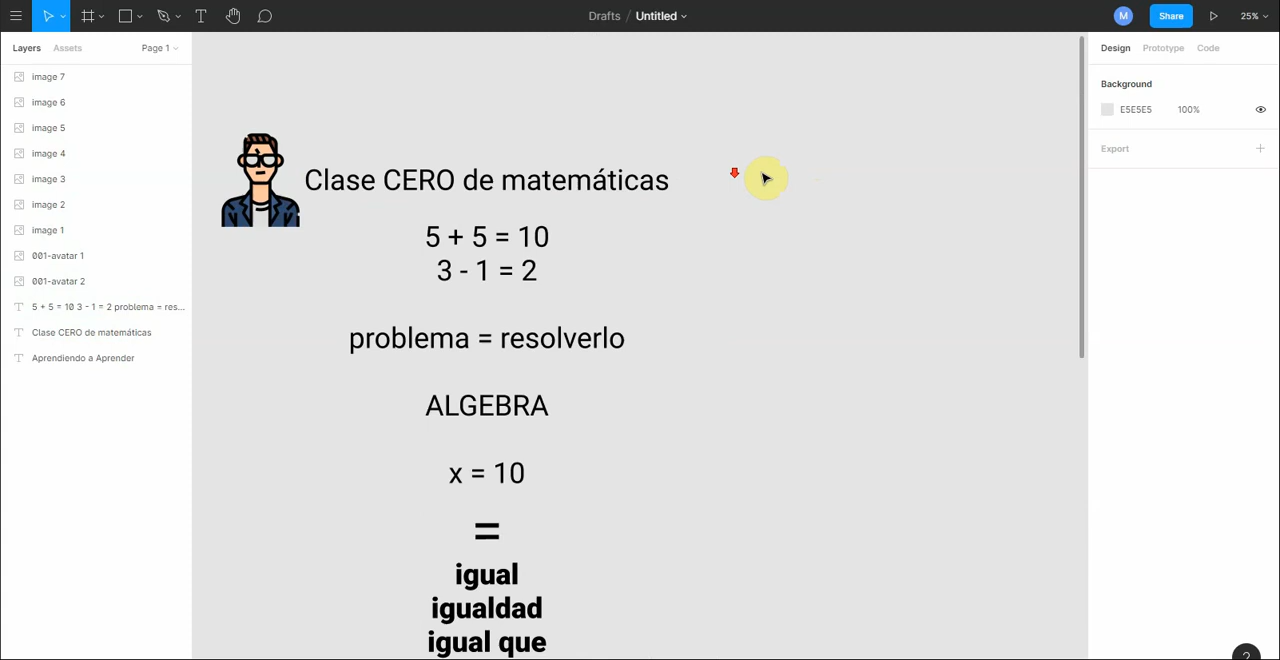 Drafts / Untitled
M
Share
25%
Layers
Assets
Page 1
Design
Prototype
Code
image 7
image 6
image 5
image 4
image 3
image 2
image 1
001-avatar 1
001-avatar 2
5 + 5 = 10 3 - 1 = 2 problema = res...
Clase CERO de matemáticas
Aprendiendo a Aprender
Clase CERO de matemáticas
5 + 5 = 10
3 - 1 = 2
problema = resolverlo
ALGEBRA
x = 10
=
igual
igualdad
igual que
Background
E5E5E5
100%
Export
?